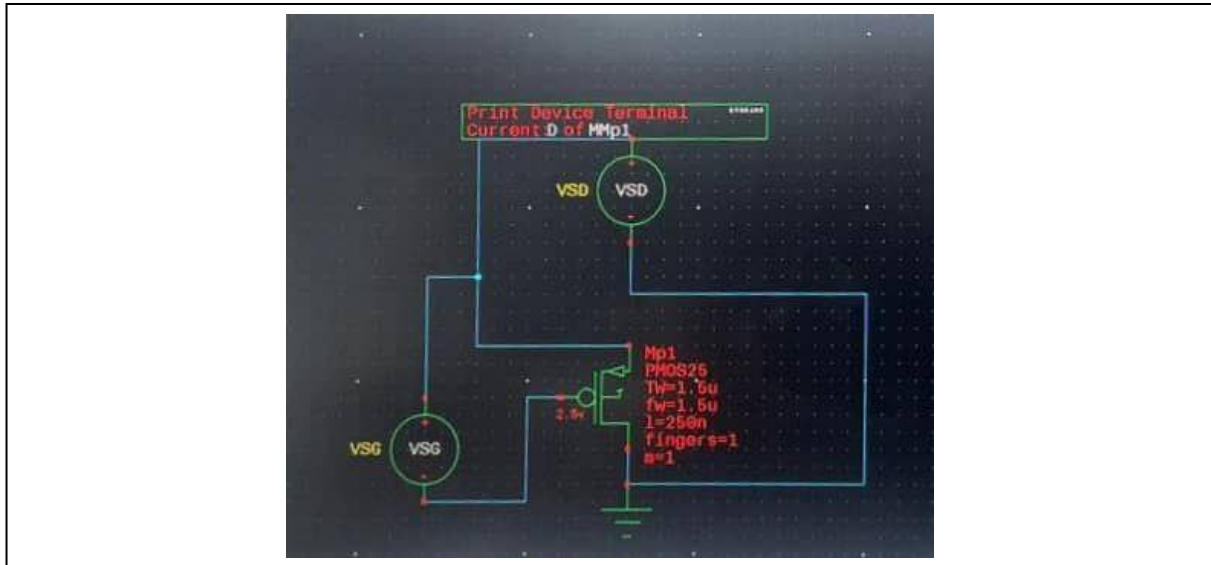 Print Device Terminal
Current:D of MMp1
VSD
VSD
Mp1
PMOS25
TW=1.5u
fw=1.5u
l=250n
fingers=1
m=1
2.5v
VSG
VSG